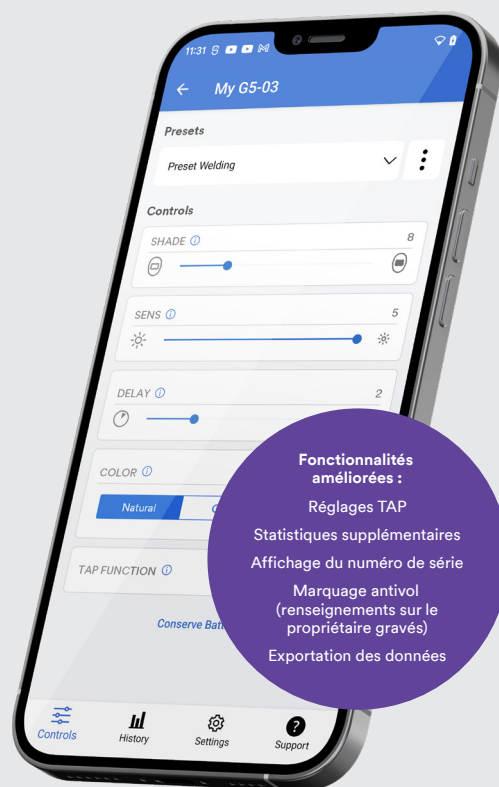 11:31
My G5-03
Presets
Preset Welding
Controls
SHADE
8
SENS
5
DELAY
2
COLOR
Natural
TAP FUNCTION
Conserve
Controls
History
Settings
Support
Fonctionnalités
améliorées :
Réglages TAP
Statistiques supplémentaires
Affichage du numéro de série
Marquage antivol
(renseignements sur le
propriétaire gravés)
Exportation des données